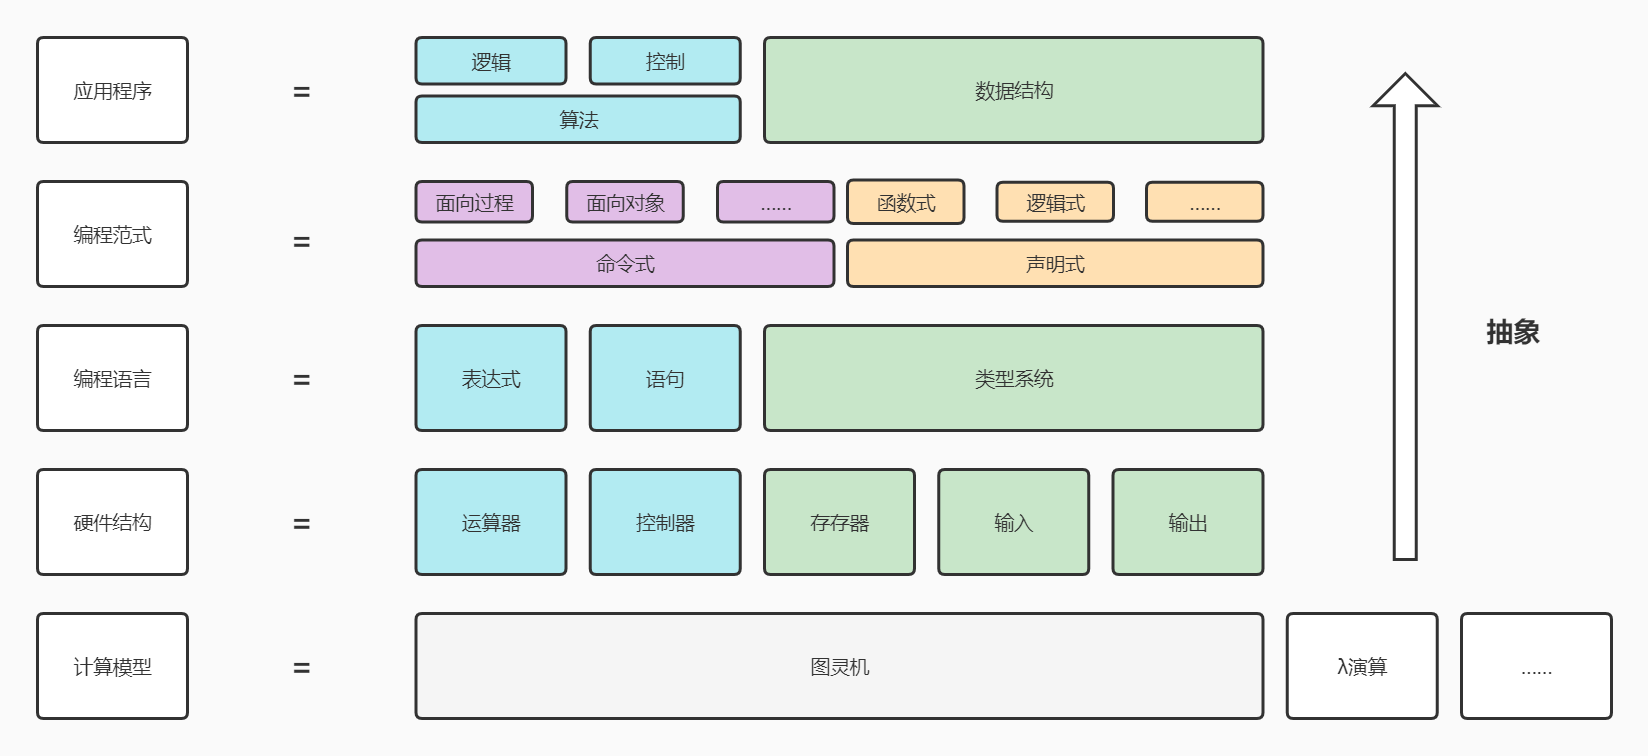 应用程序
=
逻辑
控制
算法
数据结构
编程范式
=
面向过程
面向对象
……
函数式
逻辑式
……
命令式
声明式
编程语言
=
表达式
语句
类型系统
抽象
硬件结构
=
运算器
控制器
存存器
输入
输出
计算模型
=
图灵机
λ演算
……